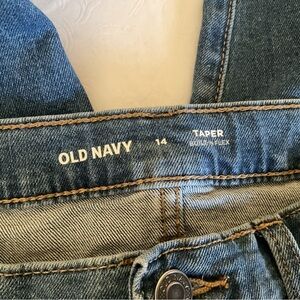 OLD NAVY
14
TAPER
BUILT-IN FLEX